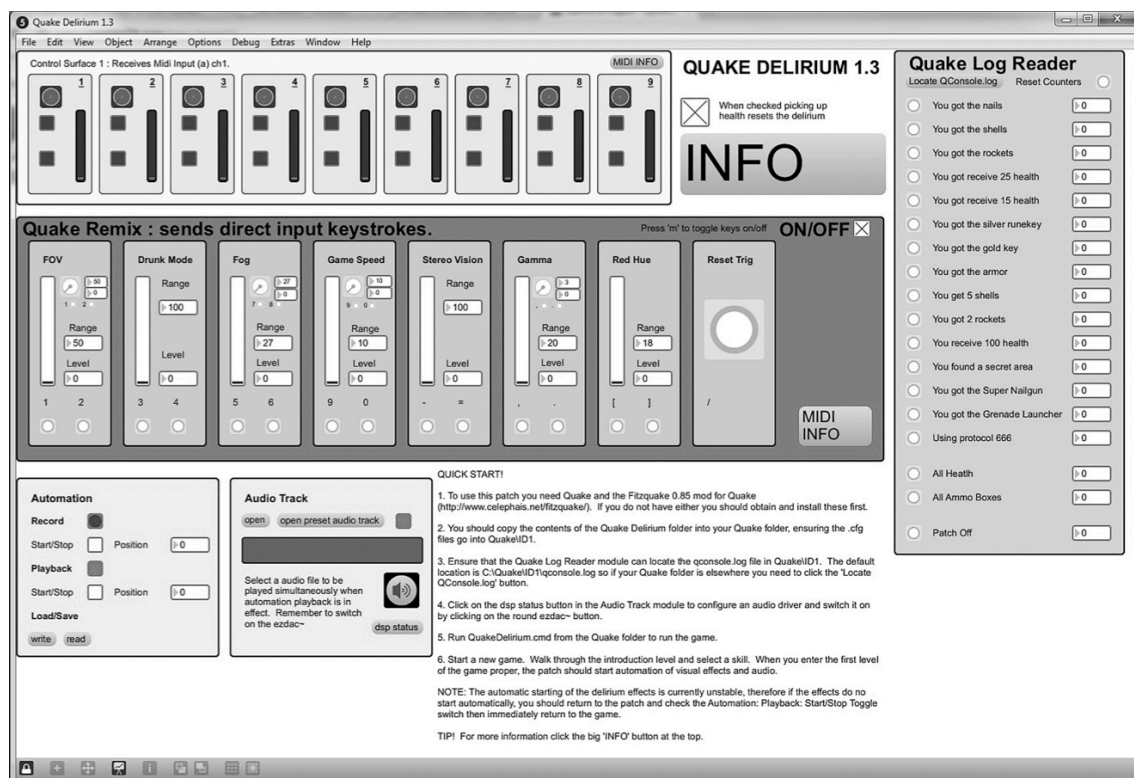 Quake Delirium 1.3
File Edit View Object Arrange Options Debug Extras Window Help
Control Surface 1 : Receives Midi Input (a) ch1.
MIDI INFO
1 2 3 4 5 6 7 8 9
QUAKE DELIRIUM 1.3
When checked picking up
health resets the delirium
INFO
Quake Remix : sends direct input keystrokes.
Press 'm' to toggle keys on/off
ON/OFF
FOV
50
0
1 2
Range
50
Level
0
1 2
Drunk Mode
Range
100
Level
0
3 4
Fog
27
0
7 8
Range
27
Level
0
5 6
Game Speed
10
0
9 0
Range
10
Level
0
9 0
Stereo Vision
Range
100
Level
0
- =
Gamma
3
0
, .
Range
20
Level
0
, .
Red Hue
Range
18
Level
0
[ ]
Reset Trig
/
MIDI
INFO
Automation
Record
Start/Stop Position 0
Playback
Start/Stop Position 0
Load/Save
write read
Audio Track
open open preset audio track
Select a audio file to be
played simultaneously when
automation playback is in
effect. Remember to switch
on the ezdac~
dsp status
QUICK START!
1. To use this patch you need Quake and the Fitzquake 0.85 mod for Quake
(http://www.celephais.net/fitzquake/). If you do not have either you should obtain and install these first.
2. You should copy the contents of the Quake Delirium folder into your Quake folder, ensuring the .cfg
files go into Quake\ID1.
3. Ensure that the Quake Log Reader module can locate the qconsole.log file in Quake\ID1. The default
location is C:\Quake\ID1\qconsole.log so if your Quake folder is elsewhere you need to click the 'Locate
QConsole.log' button.
4. Click on the dsp status button in the Audio Track module to configure an audio driver and switch it on
by clicking on the round ezdac~ button.
5. Run QuakeDelirium.cmd from the Quake folder to run the game.
6. Start a new game. Walk through the introduction level and select a skill. When you enter the first level
of the game proper, the patch should start automation of visual effects and audio.
NOTE: The automatic starting of the delirium effects is currently unstable, therefore if the effects do no
start automatically, you should return to the patch and check the Automation: Playback: Start/Stop Toggle
switch then immediately return to the game.
TIP! For more information click the big 'INFO' button at the top.
Quake Log Reader
Locate QConsole.log Reset Counters
You got the nails 0
You got the shells 0
You got the rockets 0
You got receive 25 health 0
You got receive 15 health 0
You got the silver runekey 0
You got the gold key 0
You got the armor 0
You get 5 shells 0
You got 2 rockets 0
You receive 100 health 0
You found a secret area 0
You got the Super Nailgun 0
You got the Grenade Launcher 0
Using protocol 666 0
All Heatlh 0
All Ammo Boxes 0
Patch Off 0